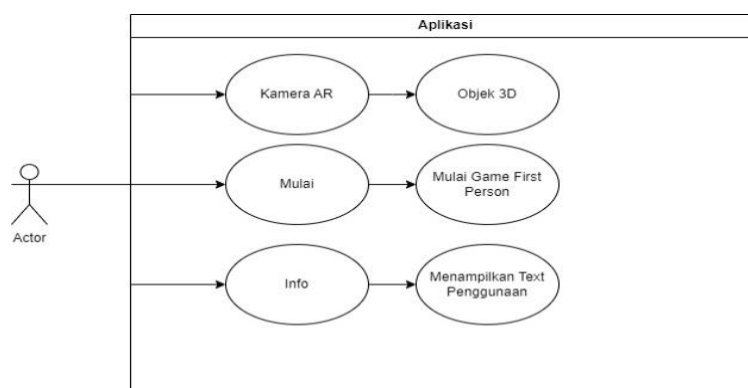 Aplikasi
Kamera AR
Objek 3D
Actor
Mulai
Mulai Game First
Person
Info
Menampilkan Text
Penggunaan